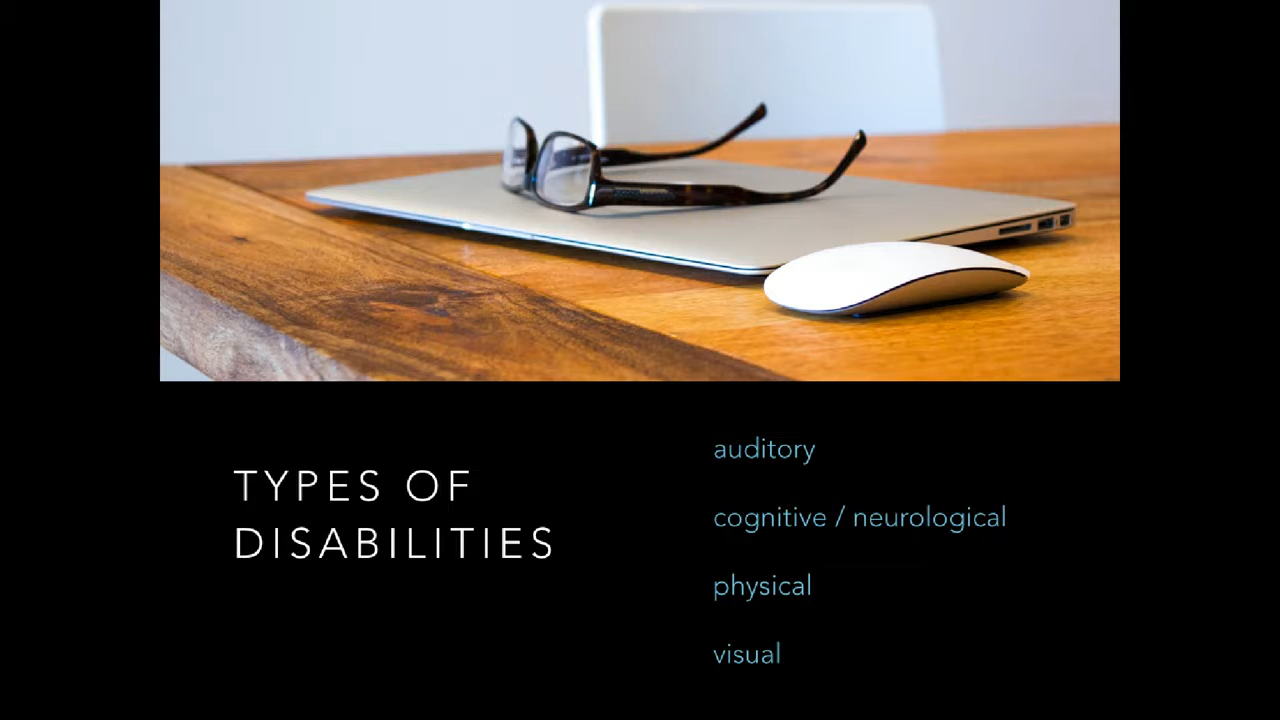 TYPES OF
DISABILITIES
auditory
cognitive / neurological
physical
visual